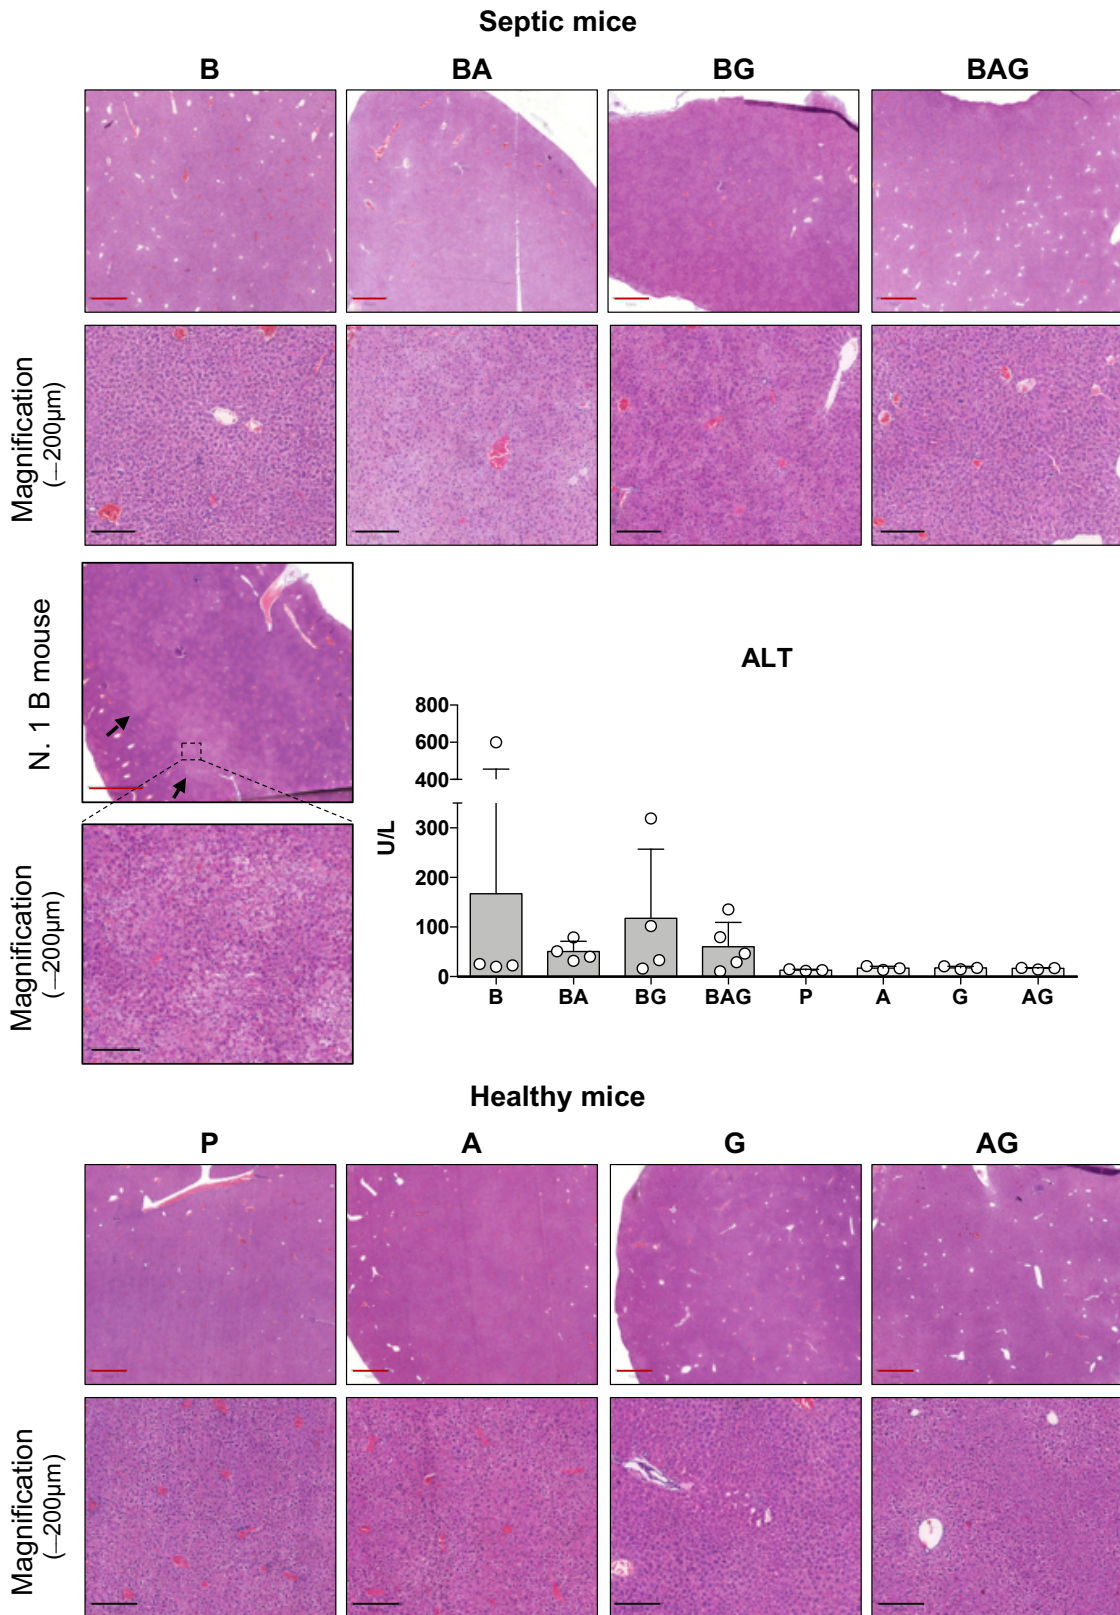 Septic mice
B BA BG BAG
Magnification
(—200µm)
N. 1 B mouse
Magnification
(—200µm)
ALT
U/L
800
600
400
300
200
100
0
B BA BG BAG P A G AG
Healthy mice
P A G AG
Magnification
(—200µm)